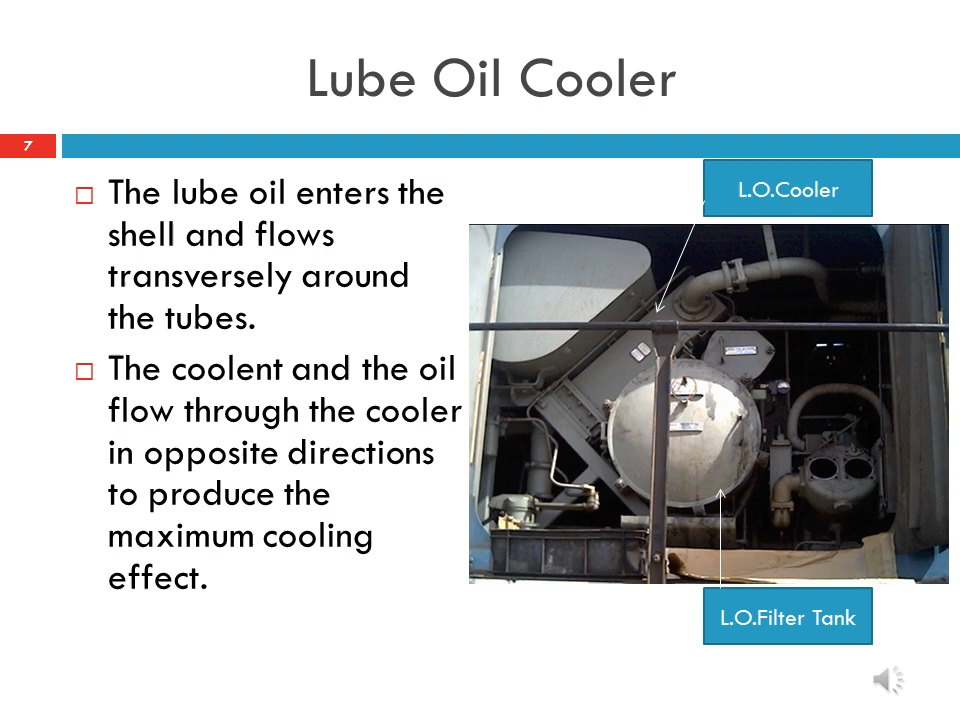 Lube Oil Cooler
7
The lube oil enters the
shell and flows
transversely around
the tubes.
The coolent and the oil
flow through the cooler
in opposite directions
to produce the
maximum cooling
effect.
L.O.Cooler
L.O.Filter Tank